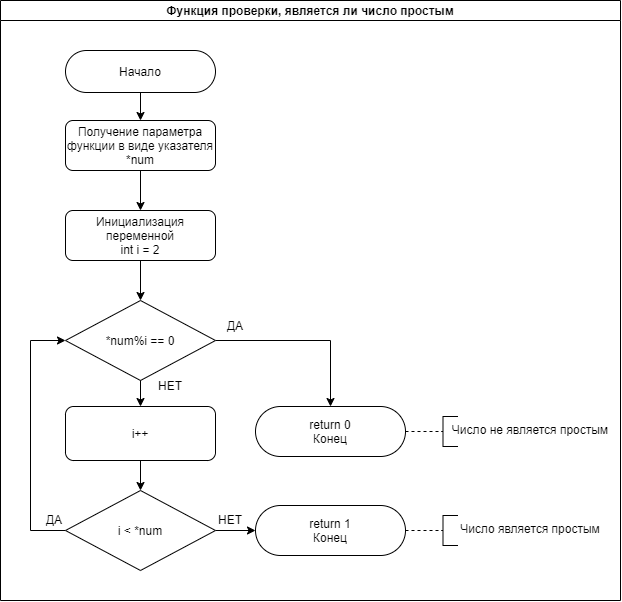 Функция проверки, является ли число простым
Начало
Получение параметра
функции в виде указателя
*num
Инициализация
переменной
int i = 2
*num%i == 0
ДА
НЕТ
i++
return 0
Конец
Число не является простым
i < *num
ДА
НЕТ
return 1
Конец
Число является простым